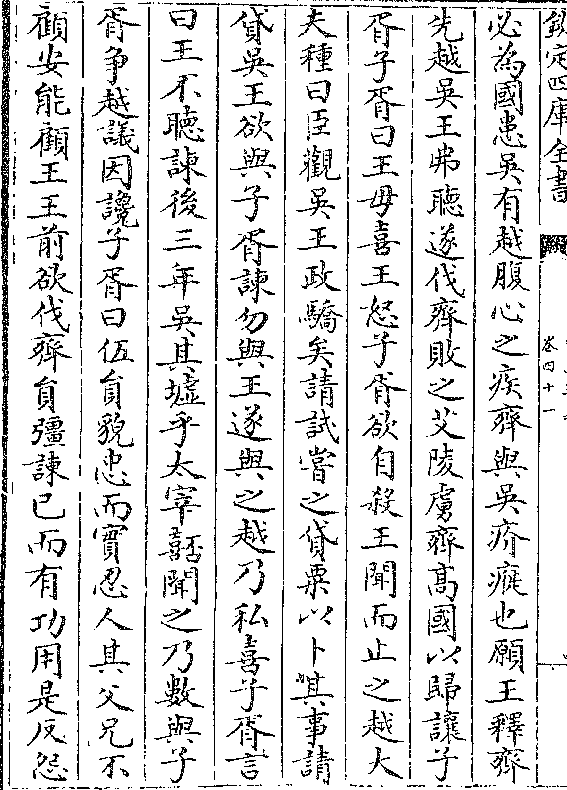 欽定四庫全書
卷四十一
必為國患吳有越腹心之疾齊與吳疥𤺺也願王釋齊
先越吳王弗聽遂伐齊敗之艾陵虜齊髙國以歸讓子
胥子胥曰王毋喜王怒子胥欲自殺王聞而止之越大
夫種曰臣觀吳王政驕矣請試嘗之貸粟以卜其事請
貸吳王欲與子胥諫勿與王遂與之越乃私喜子胥言
曰王不聽諫後三年吳其墟乎太宰嚭聞之乃數與子
胥爭越議因讒子胥曰伍員貌忠而實忍人其父兄不
顧安能顧王王前欲伐齊員彊諫已而有功用是反怨